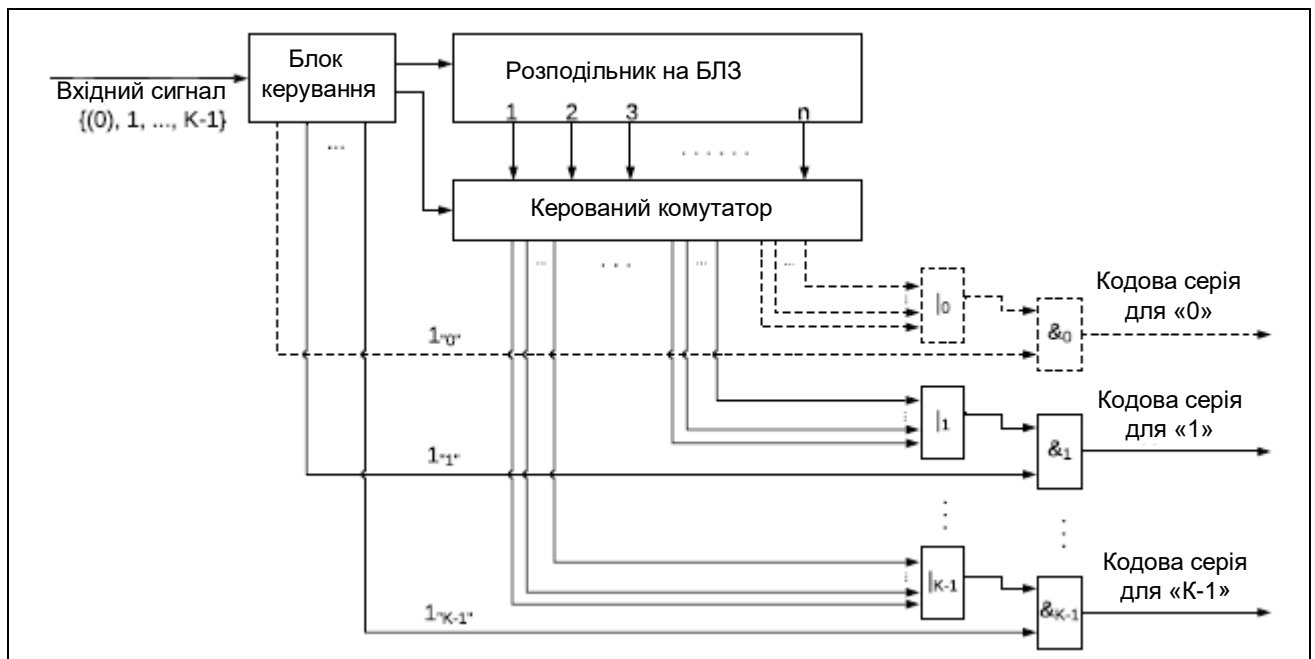 Блок
керування
Вхідний сигнал
{(0), 1, ..., K-1}
...
Розподільник на БЛЗ
1 2 3 ...... n
Керований комутатор
... ... ... ...
|0
&0
Кодова серія
для «0»
1"0"
|1
&1
Кодова серія
для «1»
1"1"
|K-1
&K-1
Кодова серія
для «К-1»
1"K-1"